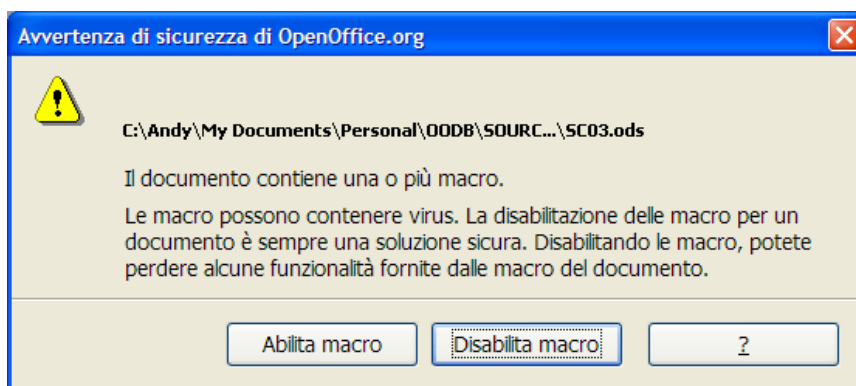 Avvertenza di sicurezza di OpenOffice.org
C:\Andy\My Documents\Personal\OODB\SOURC...\SC03.ods
Il documento contiene una o più macro.
Le macro possono contenere virus. La disabilitazione delle macro per un
documento è sempre una soluzione sicura. Disabilitando le macro, potete
perdere alcune funzionalità fornite dalle macro del documento.
Abilita macro Disabilita macro ?